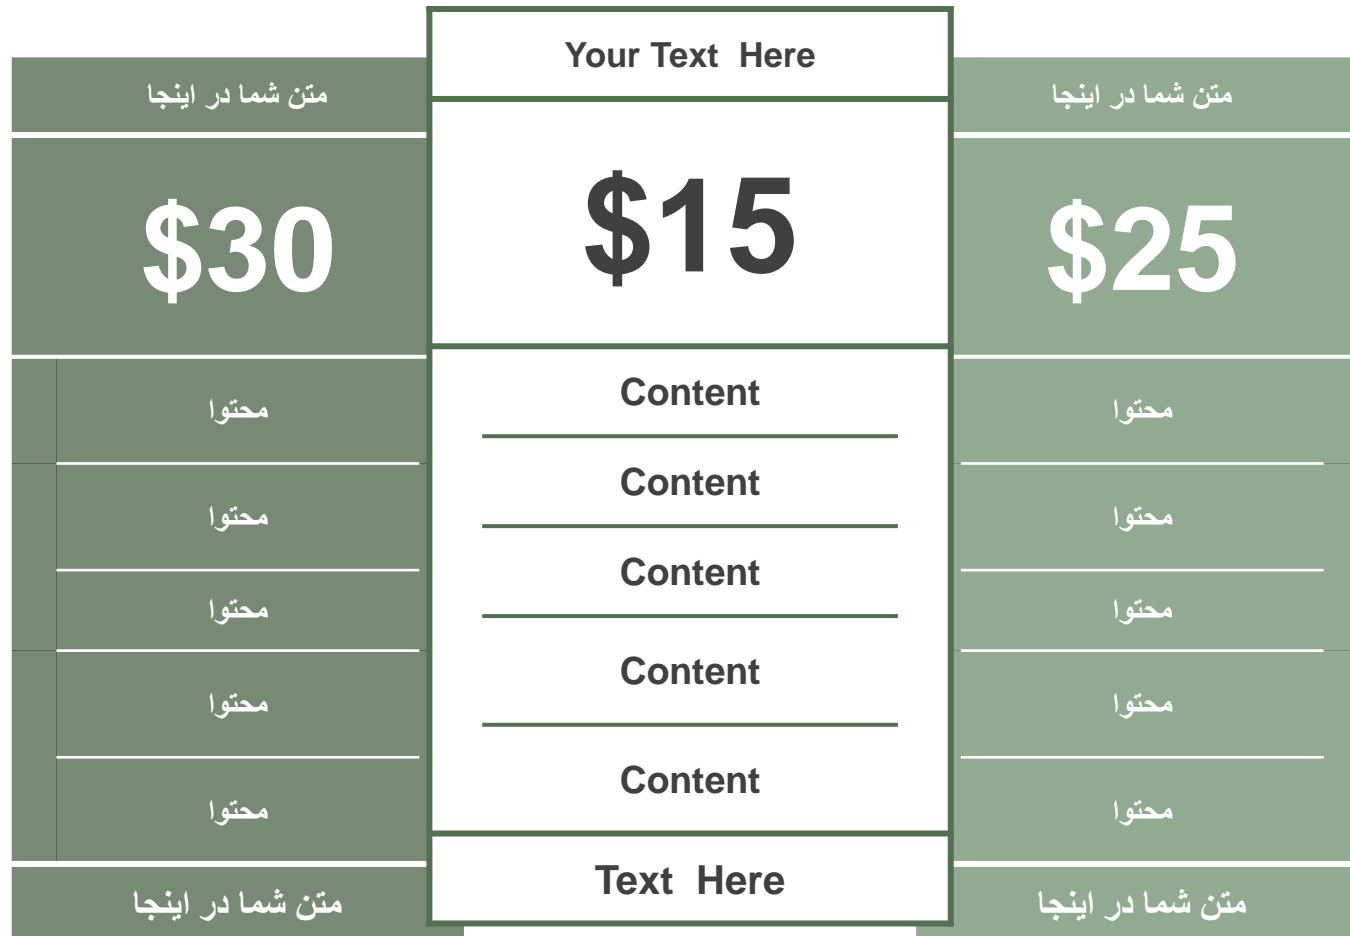 متن شما در اینجا
$30
محتوا
محتوا
محتوا
محتوا
محتوا
متن شما در اینجا
Your Text Here
$15
Content
Content
Content
Content
Content
Text Here
متن شما در اینجا
$25
محتوا
محتوا
محتوا
محتوا
محتوا
متن شما در اینجا